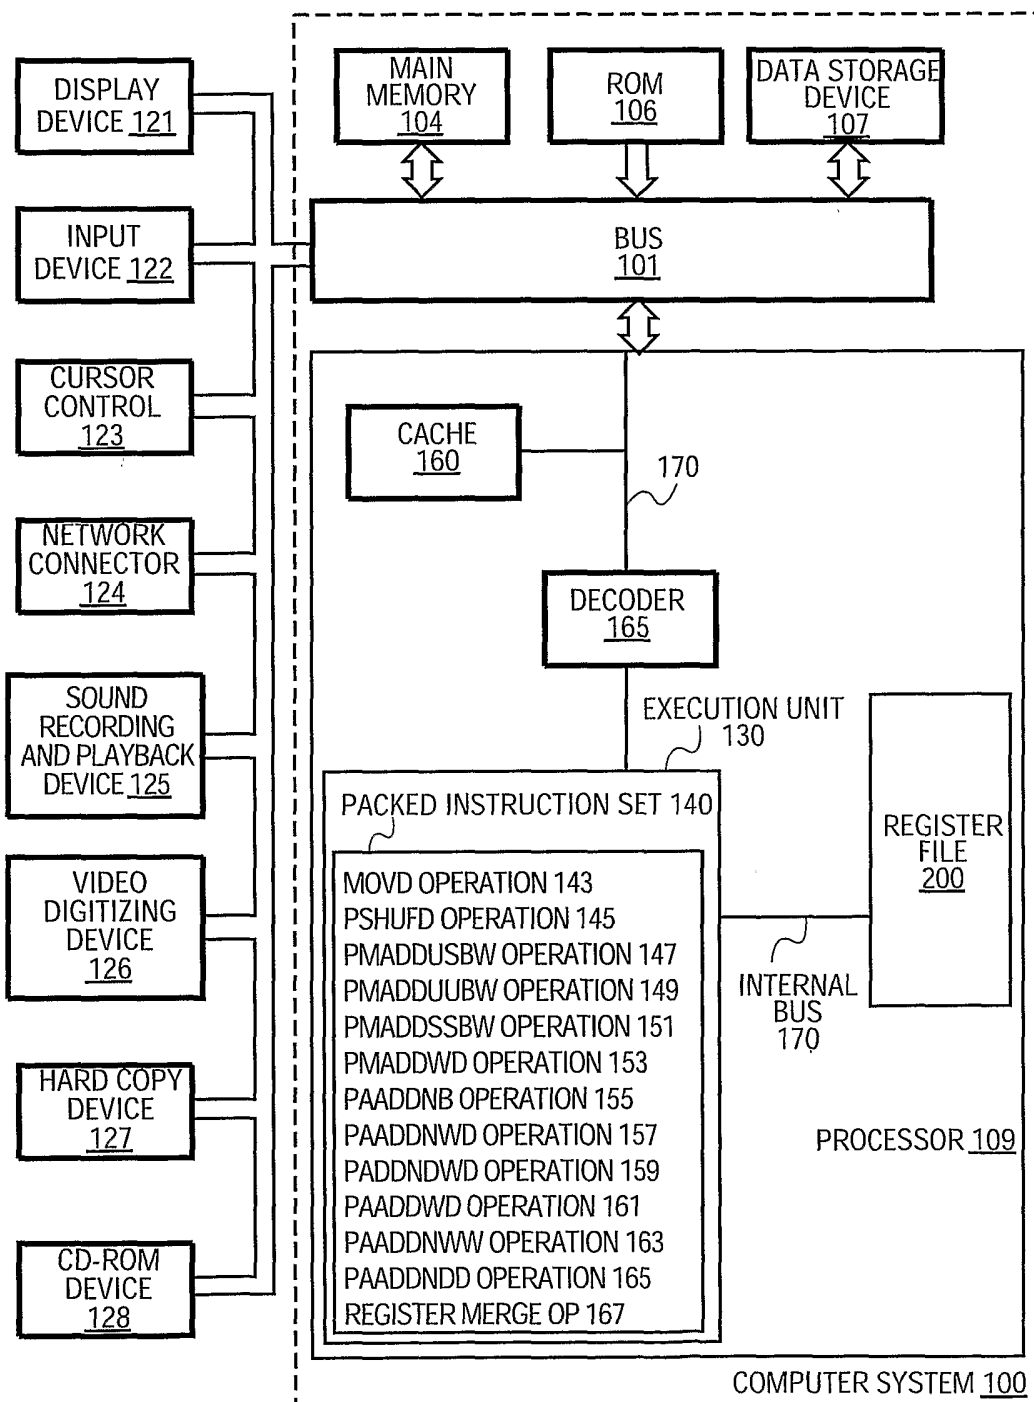 DISPLAY
DEVICE 121
INPUT
DEVICE 122
CURSOR
CONTROL
123
NETWORK
CONNECTOR
124
SOUND
RECORDING
AND PLAYBACK
DEVICE 125
VIDEO
DIGITIZING
DEVICE
126
HARD COPY
DEVICE
127
CD-ROM
DEVICE
128
MAIN
MEMORY
104
ROM
106
DATA STORAGE
DEVICE
107
BUS
101
CACHE
160
170
DECODER
165
EXECUTION UNIT
130
PACKED INSTRUCTION SET 140
MOVD OPERATION 143
PSHUFD OPERATION 145
PMADDUSBW OPERATION 147
PMADDUUBW OPERATION 149
PMADDSSBW OPERATION 151
PMADDWD OPERATION 153
PAADDNB OPERATION 155
PAADDNWD OPERATION 157
PADDNDWD OPERATION 159
PAADDWD OPERATION 161
PAADDNWW OPERATION 163
PAADDNDD OPERATION 165
REGISTER MERGE OP 167
REGISTER
FILE
200
INTERNAL
BUS
170
PROCESSOR 109
COMPUTER SYSTEM 100